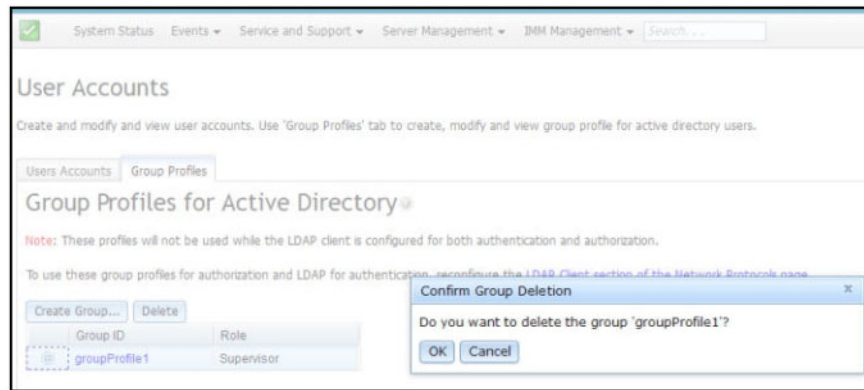 System Status Events Service and Support Server Management IMM Management Search...
User Accounts
Create and modify and view user accounts. Use 'Group Profiles' tab to create, modify and view group profile for active directory users.
Users Accounts Group Profiles
Group Profiles for Active Directory
Note: These profiles will not be used while the LDAP client is configured for both authentication and authorization.
To use these group profiles for authorization and LDAP for authentication, reconfigure the LDAP Client section of the Network Protocols page
Confirm Group Deletion x
Do you want to delete the group 'groupProfile1'?
OK Cancel
Create Group... Delete
Group ID Role
groupProfile1 Supervisor